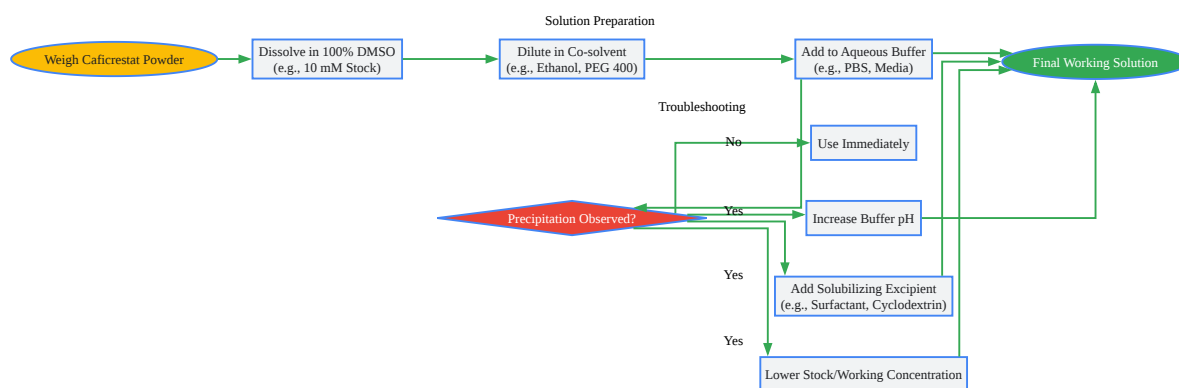 Solution Preparation
Weigh Caficrestat Powder
Dissolve in 100% DMSO
(e.g., 10 mM Stock)
Dilute in Co-solvent
(e.g., Ethanol, PEG 400)
Add to Aqueous Buffer
(e.g., PBS, Media)
Final Working Solution
Troubleshooting
No
Use Immediately
Precipitation Observed?
Yes
Increase Buffer pH
Yes
Add Solubilizing Excipient
(e.g., Surfactant, Cyclodextrin)
Yes
Lower Stock/Working Concentration